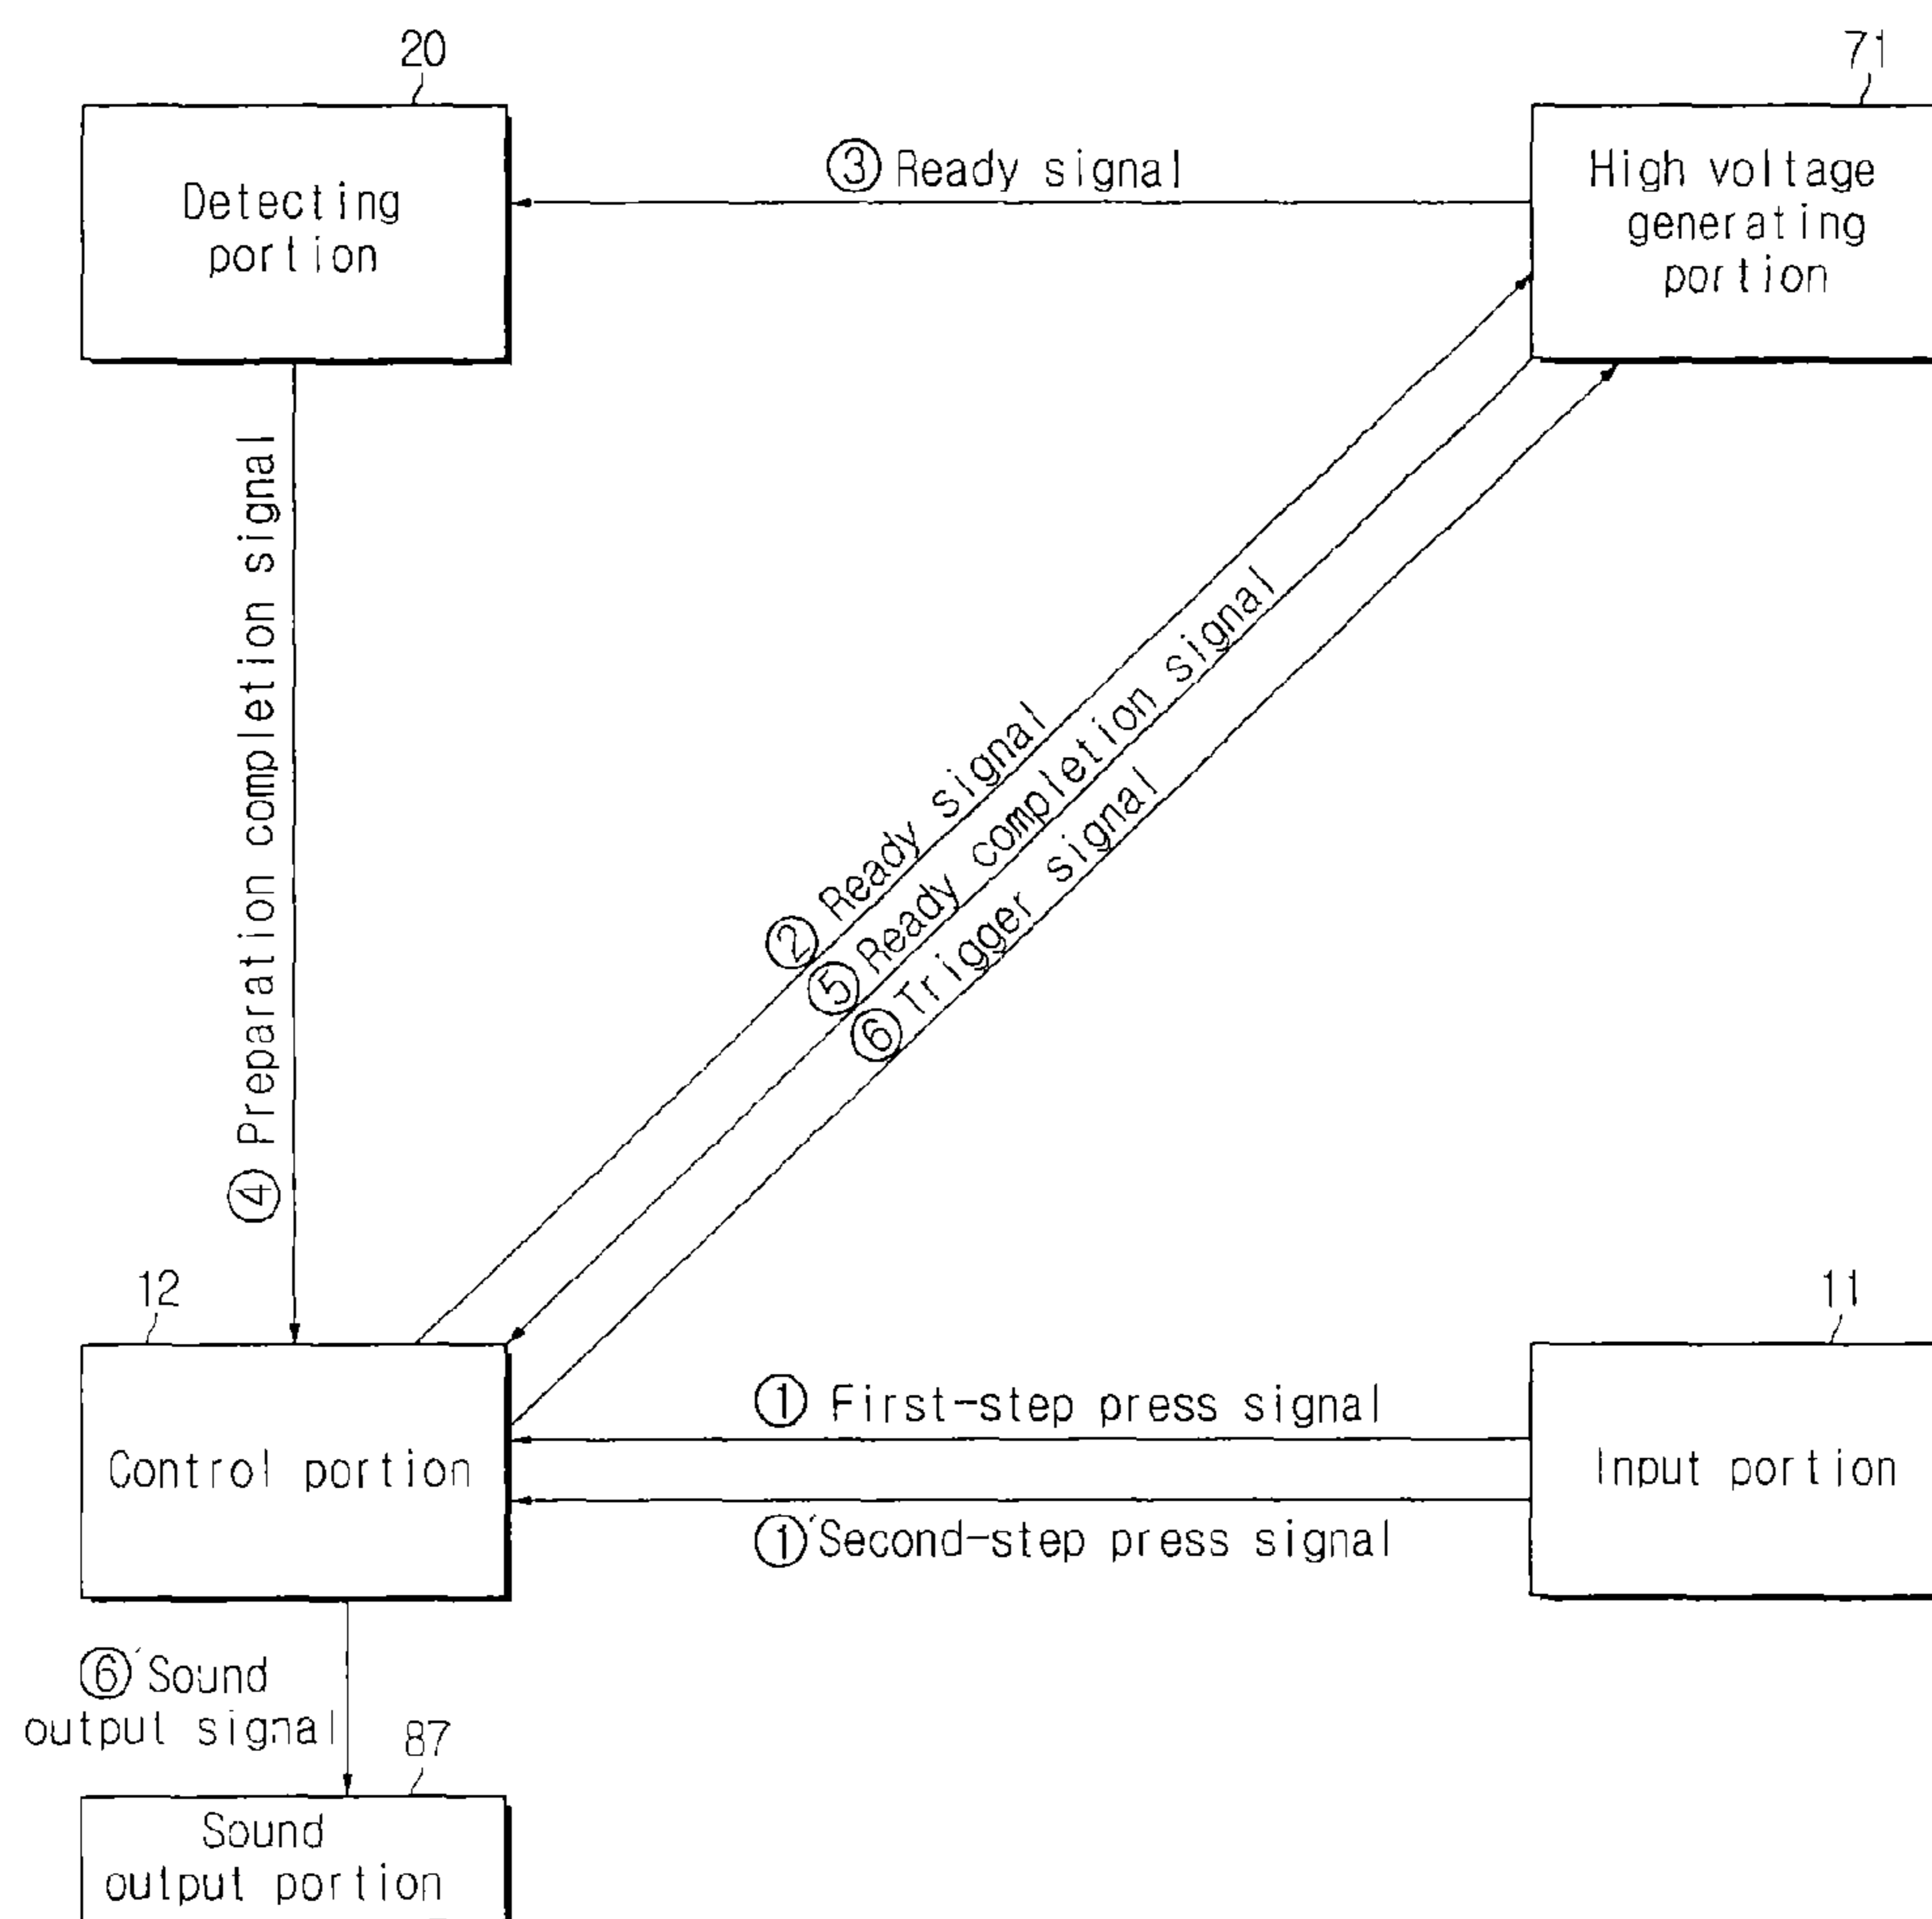 20
71
Detecting
portion
③ Ready signal
High voltage
generating
portion
④ Preparation completion signal
② Ready signal
⑤ Ready completion signal
⑥ Trigger signal
12
11
Control portion
① First-step press signal
①´Second-step press signal
Input portion
⑥´Sound
output signal
87
Sound
output portion